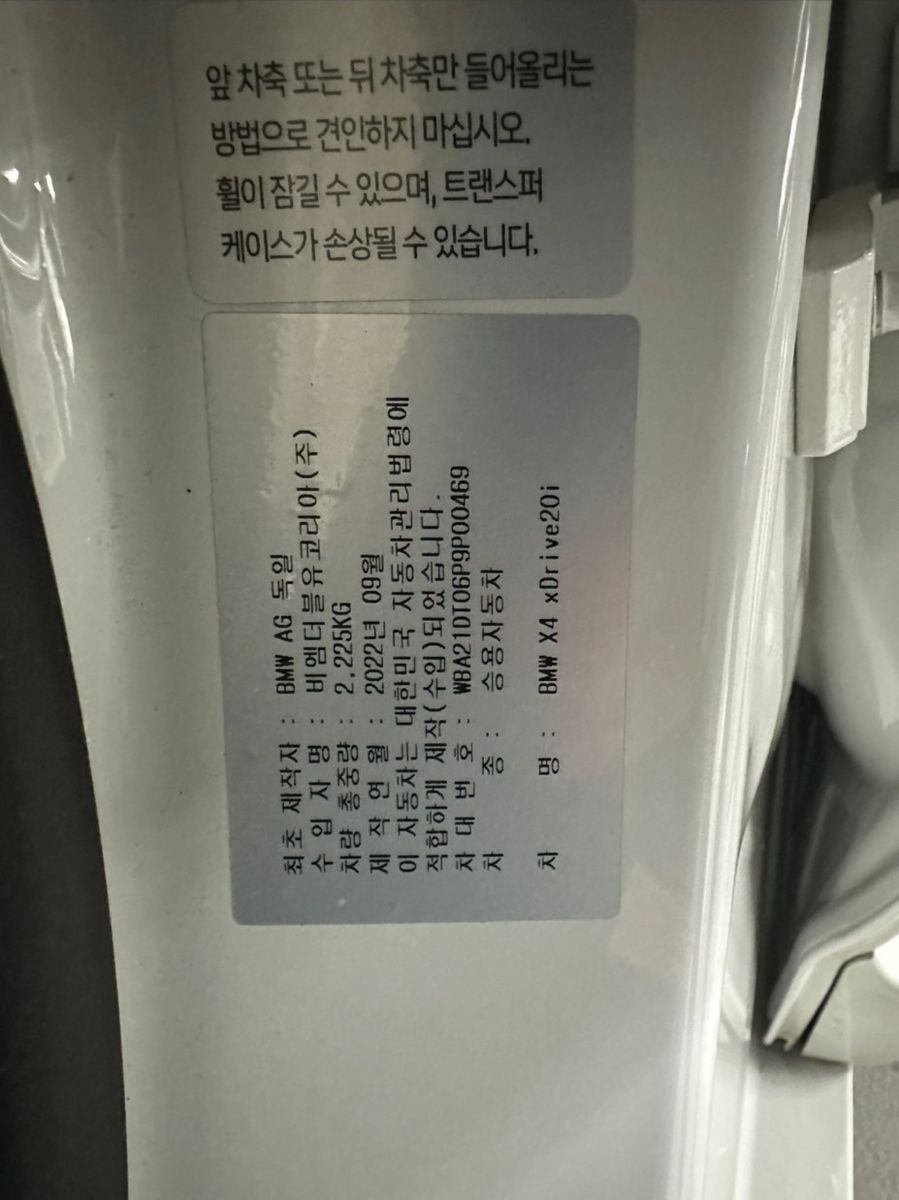 앞 차축 또는 뒤 차축만 들어올리는
방법으로 견인하지 마십시오.
휠이 잠길 수 있으며, 트랜스퍼
케이스가 손상될 수 있습니다.
최초 제작자 : BMW AG 독일
수 입 자 명 : 비엠더블유코리아(주)
차량 총중량 : 2,225KG
제 작 연 월 : 2022년 09월
이 자동차는 대한민국 자동차관리법령에
적합하게 제작(수입)되었습니다.
차 대 번 호 : WBA21DT06P9P00469
차 종 : 승용자동차
차 명 : BMW X4 xDrive20i